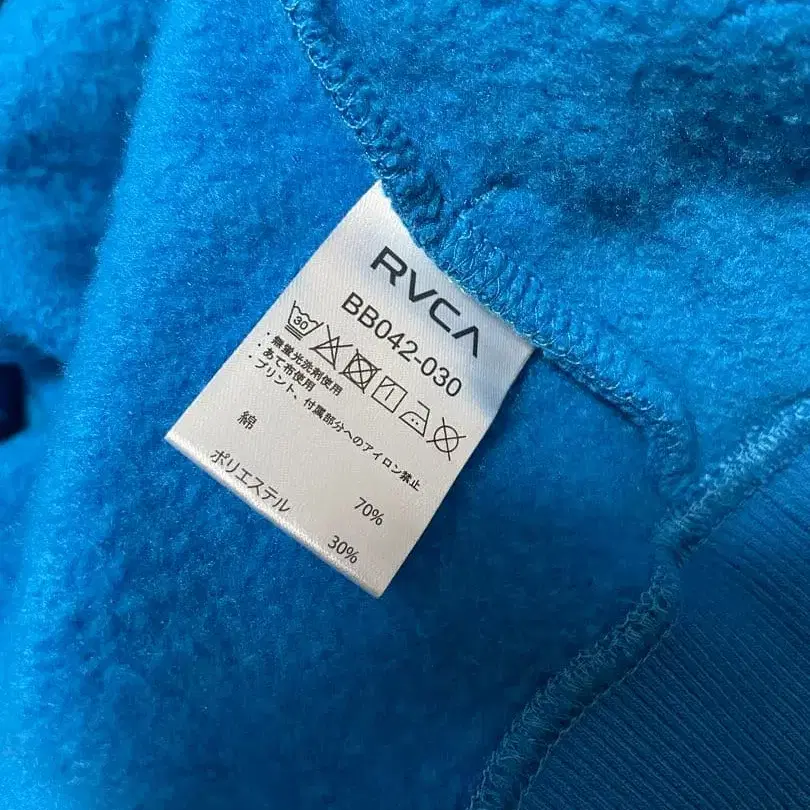 RVCA
BB042-030
30
・無蛍光洗剤使用
・あて布使用
・プリント、付属部分へのアイロン禁止
綿 70%
ポリエステル 30%